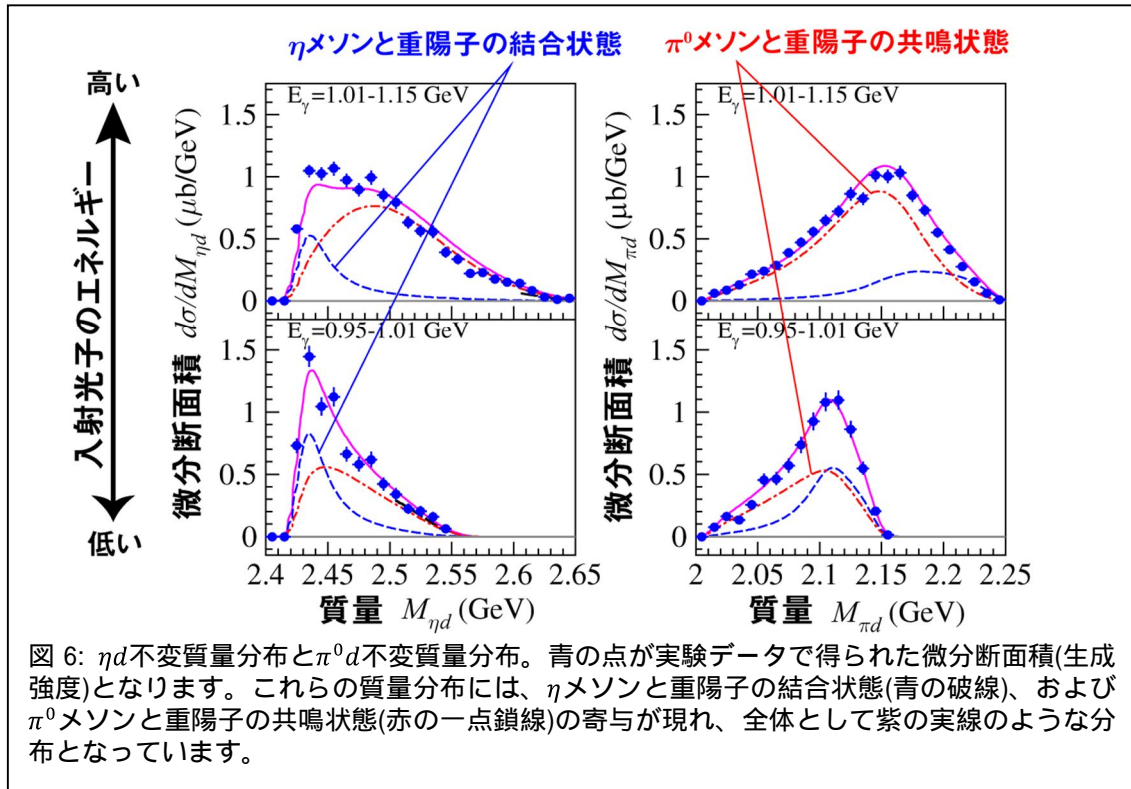 ηメソンと重陽子の結合状態
π⁰メソンと重陽子の共鳴状態
高い
入射光子のエネルギー
低い
微分断面積 dσ/dM_ηd (μb/GeV)
E_γ=1.01-1.15 GeV
1.5
1
0.5
0
E_γ=0.95-1.01 GeV
1.5
1
0.5
0
2.4
2.45
2.5
2.55
2.6
2.65
質量 M_ηd (GeV)
微分断面積 dσ/dM_πd (μb/GeV)
E_γ=1.01-1.15 GeV
1.5
1
0.5
0
E_γ=0.95-1.01 GeV
1.5
1
0.5
0
2
2.05
2.1
2.15
2.2
2.25
質量 M_πd (GeV)
図 6: ηd不変質量分布とπ⁰d不変質量分布。青の点が実験データで得られた微分断面積(生成
強度)となります。これらの質量分布には、ηメソンと重陽子の結合状態(青の破線)、および
π⁰メソンと重陽子の共鳴状態(赤の一点鎖線)の寄与が現れ、全体として紫の実線のような分
布となっています。